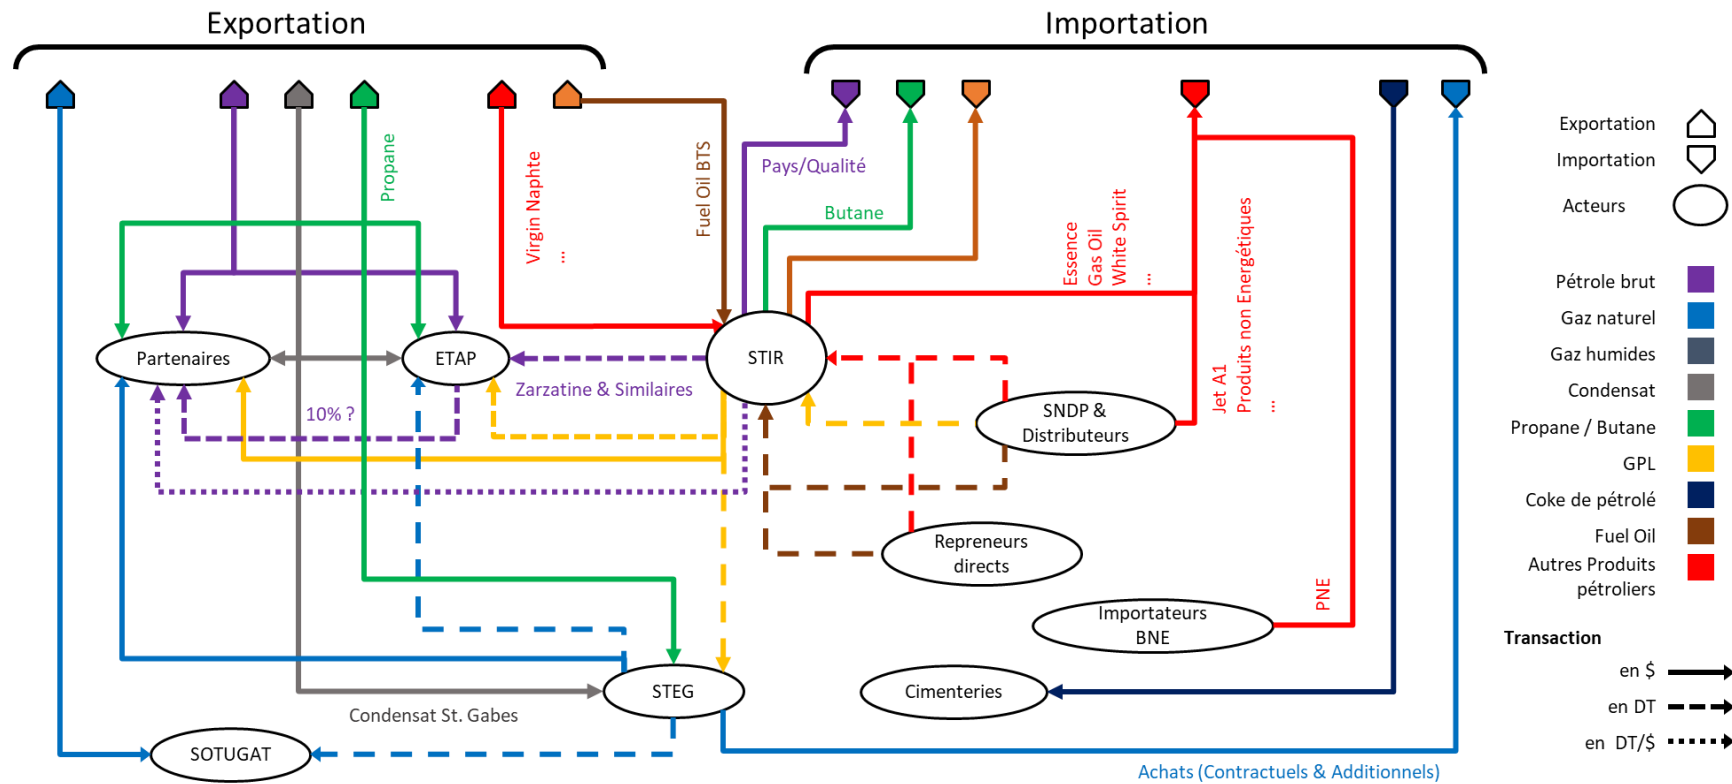 Exportation
Importation
Propane
Virgin Naphte
...
Fuel Oil BTS
Pays/Qualité
Butane
Essence
Gas Oil
White Spirit
...
Jet A1
Produits non Energétiques
...
Partenaires
ETAP
STIR
Zarzatine & Similaires
10% ?
SNDP &
Distributeurs
Repreneurs
directs
Importateurs
BNE
PNE
STEG
Cimenteries
Condensat St. Gabes
SOTUGAT
Achats (Contractuels & Additionnels)
Exportation
Importation
Acteurs
Pétrole brut
Gaz naturel
Gaz humides
Condensat
Propane / Butane
GPL
Coke de pétrolé
Fuel Oil
Autres Produits
pétroliers
Transaction
en $
en DT
en DT/$